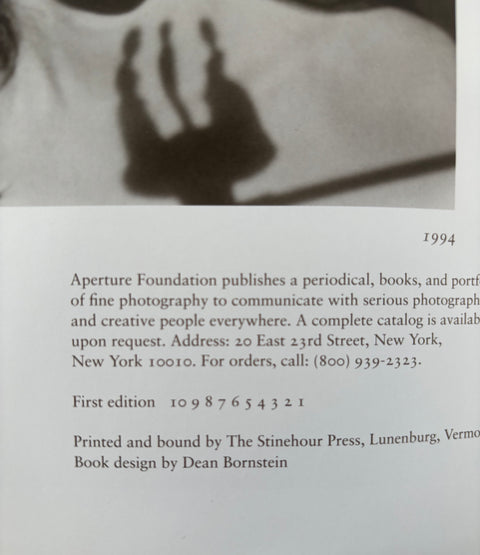 1994
Aperture Foundation publishes a periodical, books, and portf
of fine photography to communicate with serious photograph
and creative people everywhere. A complete catalog is availab
upon request. Address: 20 East 23rd Street, New York,
New York 10010. For orders, call: (800) 939-2323.
First edition 10 9 8 7 6 5 4 3 2 1
Printed and bound by The Stinehour Press, Lunenburg, Vermo
Book design by Dean Bornstein